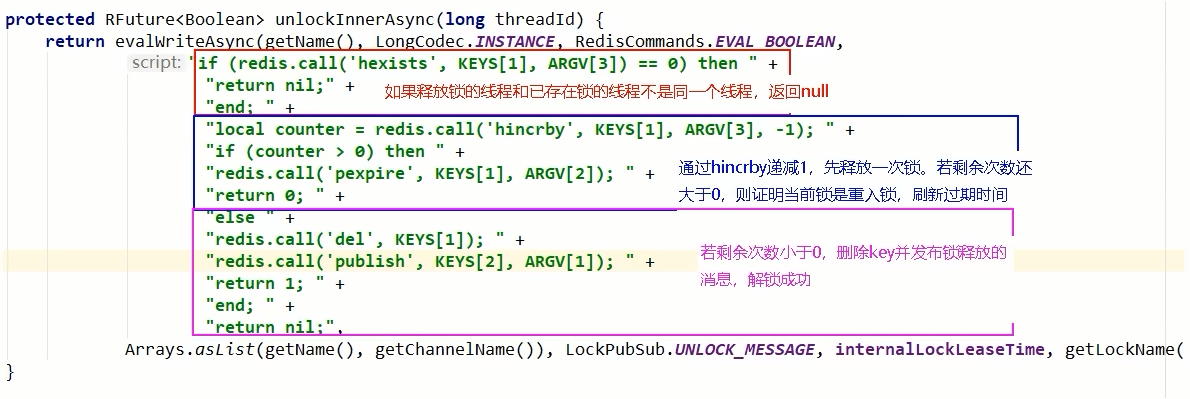 protected RFuture<Boolean> unlockInnerAsync(long threadId) {
return evalWriteAsync(getName(), LongCodec.INSTANCE, RedisCommands.EVAL_BOOLEAN,
script: "if (redis.call('hexists', KEYS[1], ARGV[3]) == 0) then " +
"return nil;" +
如果释放锁的线程和已存在锁的线程不是同一个线程，返回null
"end; " +
"local counter = redis.call('hincrby', KEYS[1], ARGV[3], -1); " +
"if (counter > 0) then " +
通过hincrby递减1，先释放一次锁。若剩余次数还
"redis.call('pexpire', KEYS[1], ARGV[2]); " +
大于0，则证明当前锁是重入锁，刷新过期时间
"return 0; " +
"else " +
"redis.call('del', KEYS[1]); " +
若剩余次数小于0，删除key并发布锁释放的
"redis.call('publish', KEYS[2], ARGV[1]); " +
消息，解锁成功
"return 1; " +
"end; " +
"return nil;",
Arrays.asList(getName(), getChannelName()), LockPubSub.UNLOCK_MESSAGE, internalLockLeaseTime, getLockName(
}